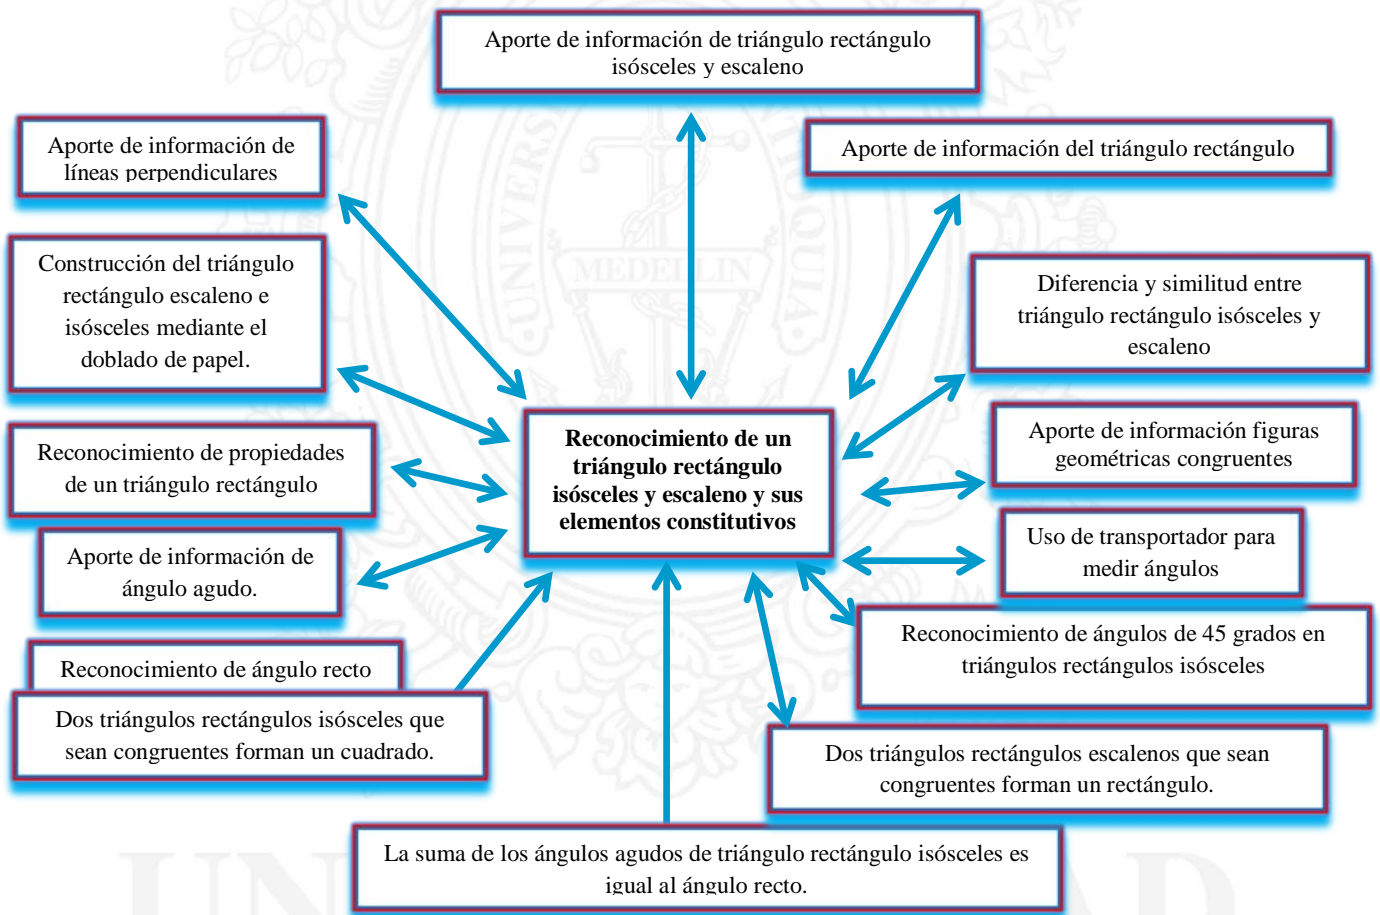 Aporte de información de triángulo rectángulo
isósceles y escaleno
Aporte de información de
líneas perpendiculares
Aporte de información del triángulo rectángulo
Construcción del triángulo
rectángulo escaleno e
isósceles mediante el
doblado de papel.
Diferencia y similitud entre
triángulo rectángulo isósceles y
escaleno
Reconocimiento de un
triángulo rectángulo
isósceles y escaleno y sus
elementos constitutivos
Reconocimiento de propiedades
de un triángulo rectángulo
Aporte de información figuras
geométricas congruentes
Aporte de información de
ángulo agudo.
Uso de transportador para
medir ángulos
Reconocimiento de ángulo recto
Reconocimiento de ángulos de 45 grados en
triángulos rectángulos isósceles
Dos triángulos rectángulos isósceles que
sean congruentes forman un cuadrado.
Dos triángulos rectángulos escalenos que sean
congruentes forman un rectángulo.
La suma de los ángulos agudos de triángulo rectángulo isósceles es
igual al ángulo recto.
MEDELLIN